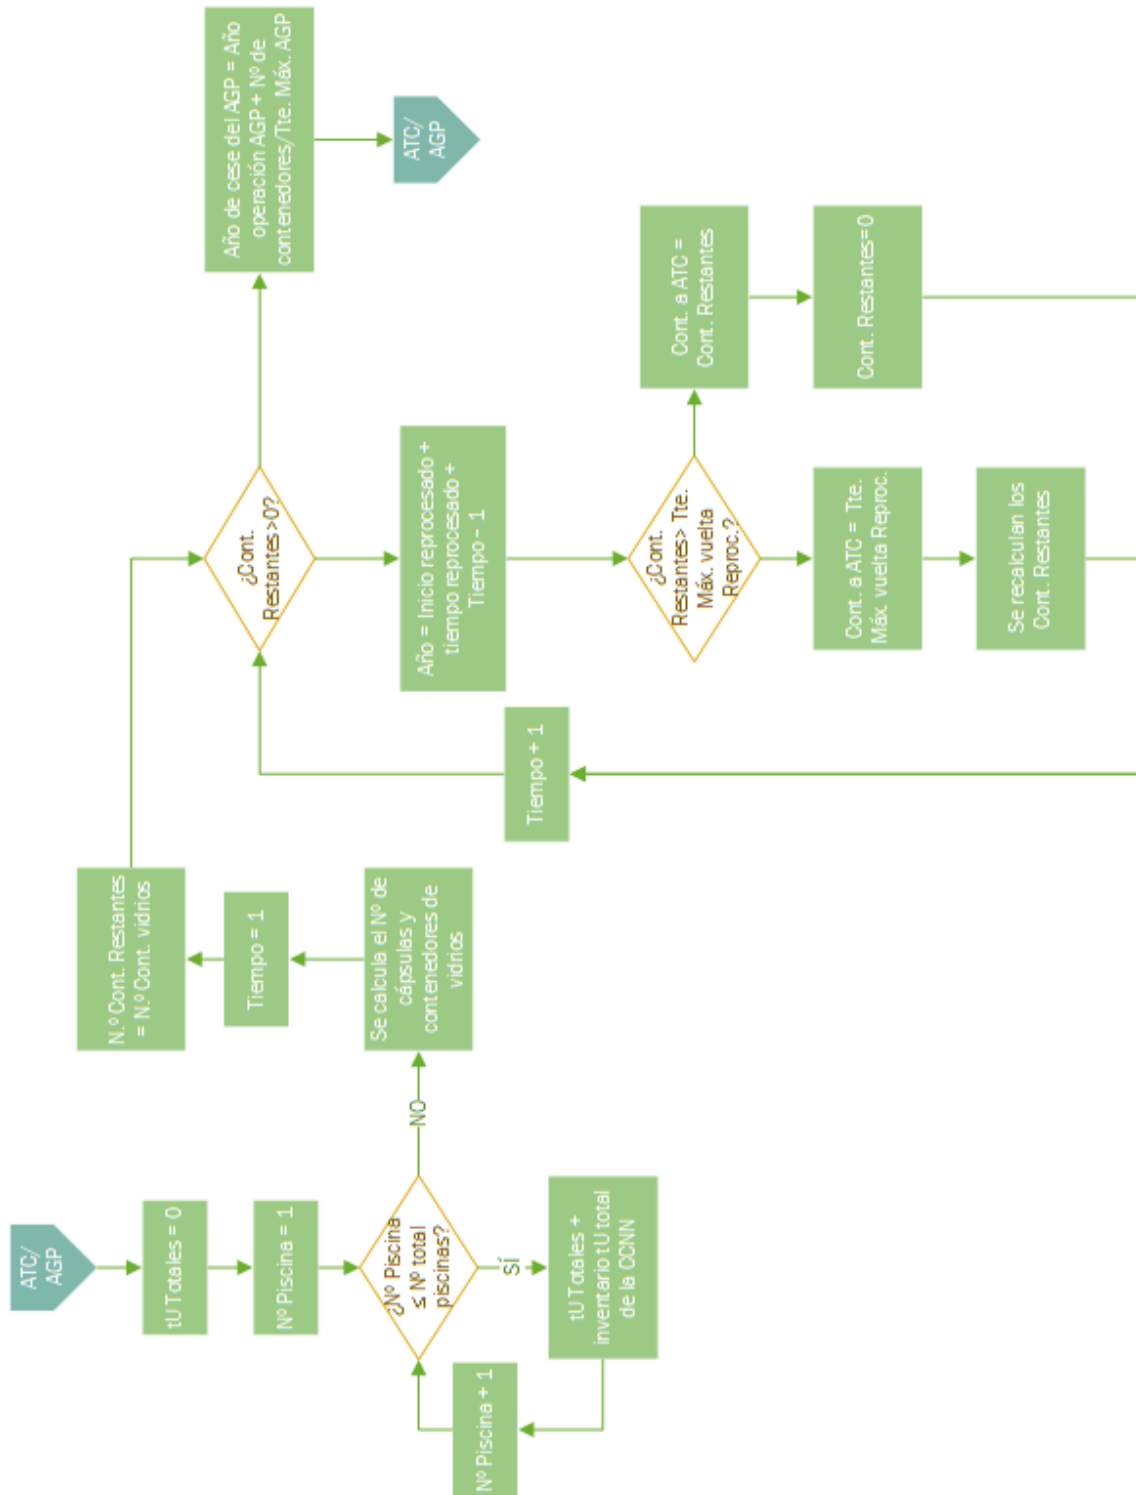 ATC/
AGP
tU Totales = 0
Nº Piscina = 1
¿Nº Piscina
≤ Nº total
piscinas?
NO
SÍ
tU Totales +
inventario tU total
de la CCNN
Nº Piscina + 1
Se calcula el Nº de
cápsulas y
contenedores de
vidrios
Tiempo = 1
N.º Cont. Restantes
= N.º Cont. vidrios
¿Cont.
Restantes>0?
Año de cese del AGP = Año
operación AGP + Nº de
contenedores/Tte. Máx. AGP
ATC/
AGP
Año = Inicio reprocesado +
tiempo reprocesado +
Tiempo - 1
Tiempo + 1
¿Cont.
Restantes> Tte.
Máx. vuelta
Reproc.?
Cont. a ATC =
Cont. Restantes
Cont. Restantes=0
Cont. a ATC = Tte.
Máx. vuelta Reproc.
Se recalculan los
Cont. Restantes